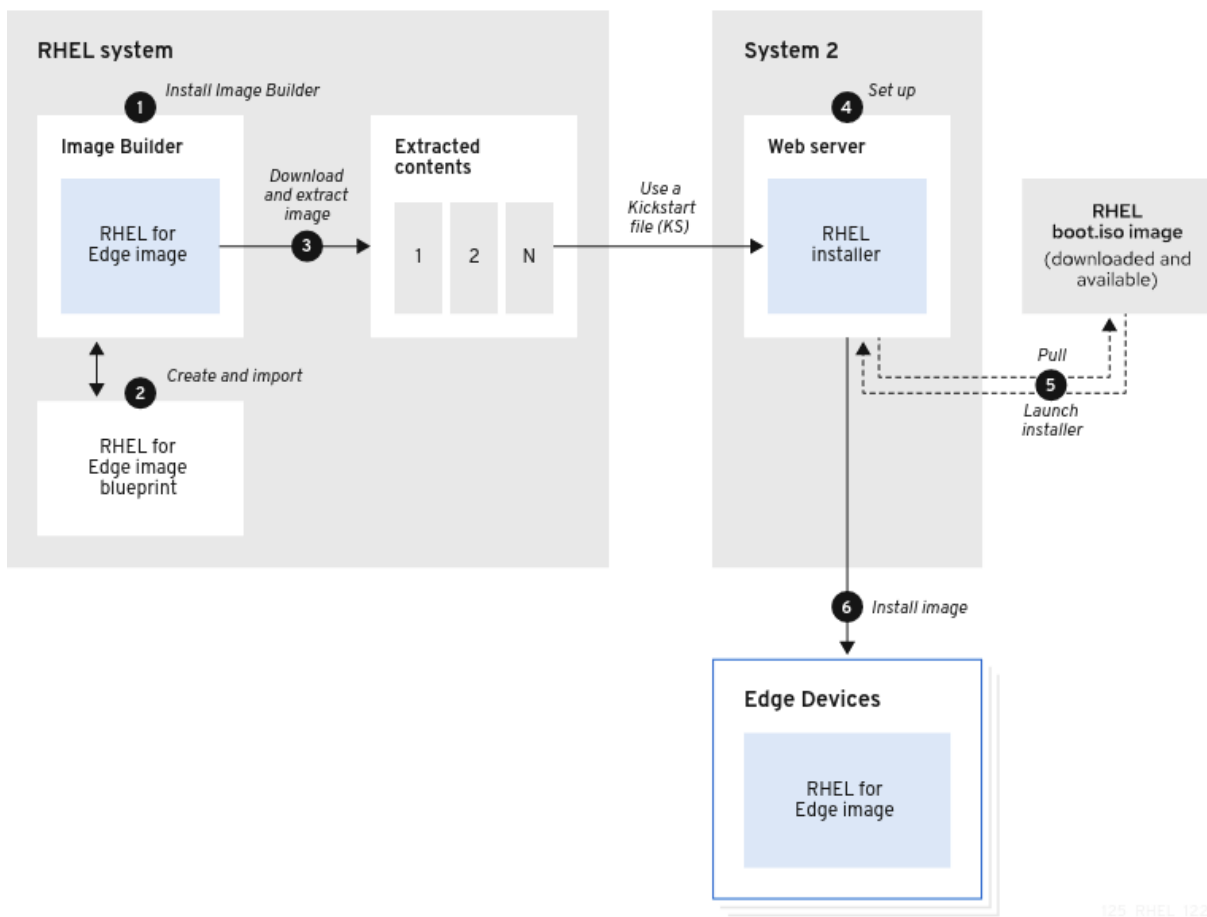 RHEL system
1
Install Image Builder
Image Builder
RHEL for
Edge image
Download
and extract
image
3
Extracted
contents
1
2
N
2
Create and import
RHEL for
Edge image
blueprint
Use a
Kickstart
file (KS)
System 2
4
Set up
Web server
RHEL
installer
RHEL
boot.iso image
(downloaded and
available)
Pull
5
Launch
installer
6
Install image
Edge Devices
RHEL for
Edge image
125_RHEL_122